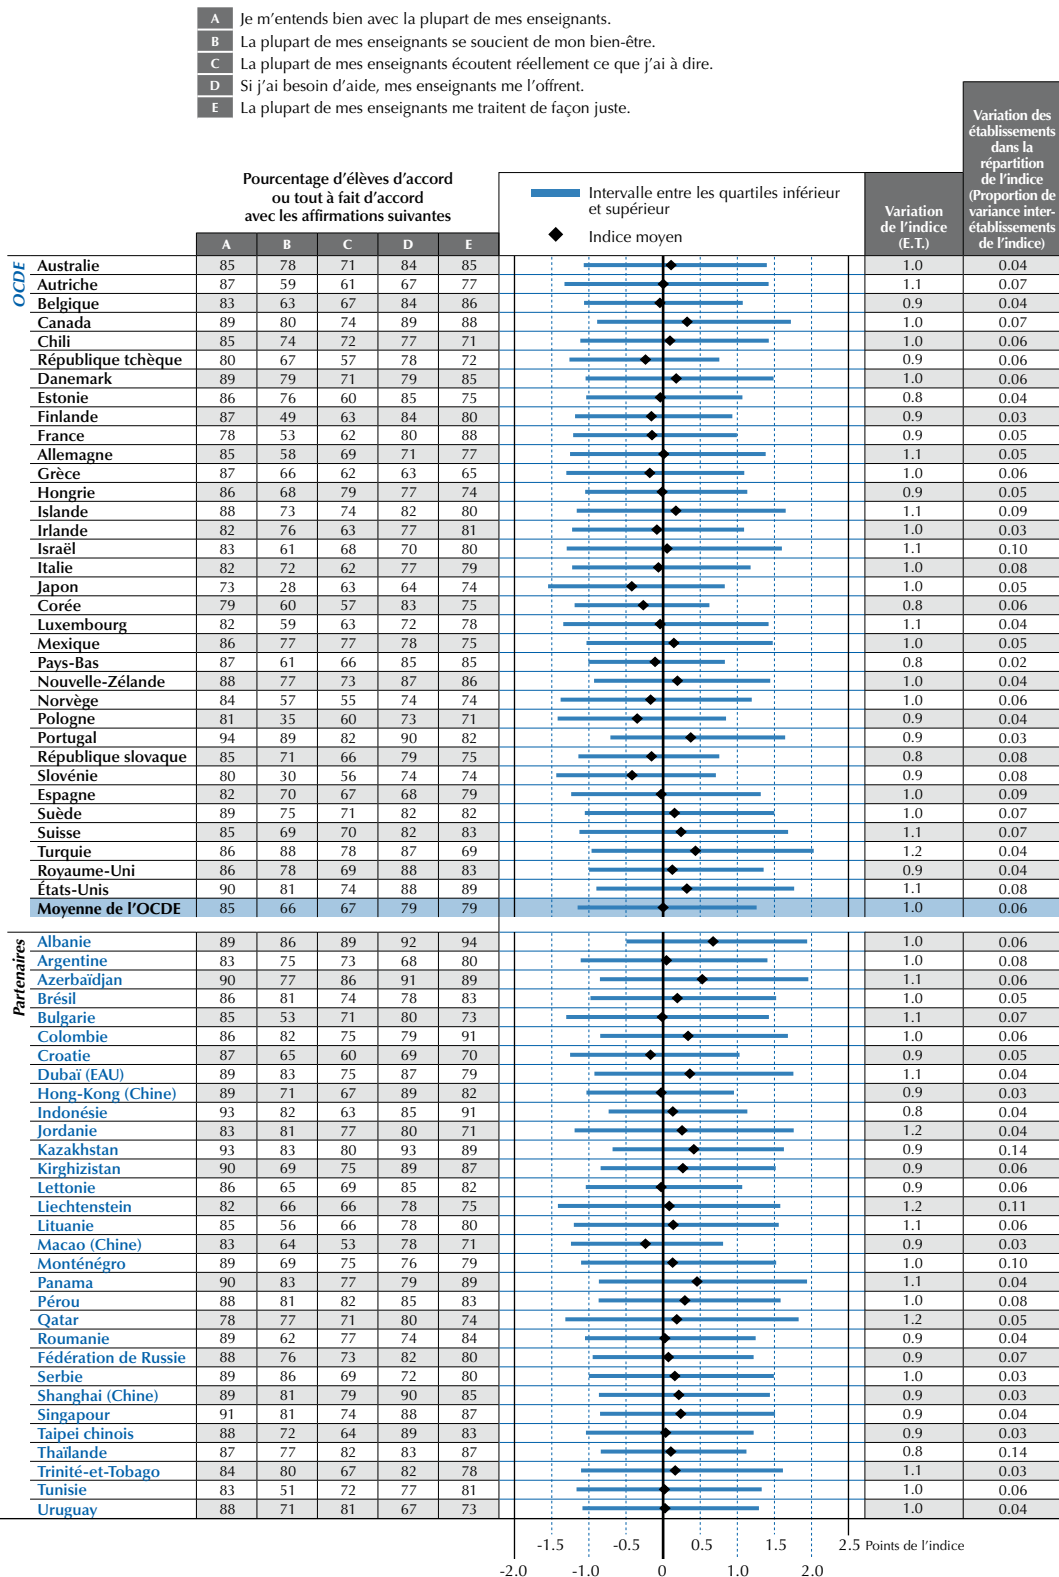 A Je m'entends bien avec la plupart de mes enseignants.
B La plupart de mes enseignants se soucient de mon bien-être.
C La plupart de mes enseignants écoutent réellement ce que j'ai à dire.
D Si j'ai besoin d'aide, mes enseignants me l'offrent.
E La plupart de mes enseignants me traitent de façon juste.
Pourcentage d'élèves d'accord
ou tout à fait d'accord
avec les affirmations suivantes
Intervalle entre les quartiles inférieur
et supérieur
Indice moyen
Variation
de l'indice
(E.T.)
Variation des
établissements
dans la
répartition
de l'indice
(Proportion de
variance inter-
établissements
de l'indice)
A B C D E
OCDE
Australie 85 78 71 84 85 1.0 0.04
Autriche 87 59 61 67 77 1.1 0.07
Belgique 83 63 67 84 86 0.9 0.04
Canada 89 80 74 89 88 1.0 0.07
Chili 85 74 72 77 71 1.0 0.06
République tchèque 80 67 57 78 72 0.9 0.06
Danemark 89 79 71 79 85 1.0 0.06
Estonie 86 76 60 85 75 0.8 0.04
Finlande 87 49 63 84 80 0.9 0.03
France 78 53 62 80 88 0.9 0.05
Allemagne 85 58 69 71 77 1.1 0.05
Grèce 87 66 62 63 65 1.0 0.06
Hongrie 86 68 79 77 74 0.9 0.05
Islande 88 73 74 82 80 1.1 0.09
Irlande 82 76 63 77 81 1.0 0.03
Israël 83 61 68 70 80 1.1 0.10
Italie 82 72 62 77 79 1.0 0.08
Japon 73 28 63 64 74 1.0 0.05
Corée 79 60 57 83 75 0.8 0.06
Luxembourg 82 59 63 72 78 1.1 0.04
Mexique 86 77 77 78 75 1.0 0.05
Pays-Bas 87 61 66 85 85 0.8 0.02
Nouvelle-Zélande 88 77 73 87 86 1.0 0.04
Norvège 84 57 55 74 74 1.0 0.06
Pologne 81 35 60 73 71 0.9 0.04
Portugal 94 89 82 90 82 0.9 0.03
République slovaque 85 71 66 79 75 0.8 0.08
Slovénie 80 30 56 74 74 0.9 0.08
Espagne 82 70 67 68 79 1.0 0.09
Suède 89 75 71 82 82 1.0 0.07
Suisse 85 69 70 82 83 1.1 0.07
Turquie 86 88 78 87 69 1.2 0.04
Royaume-Uni 86 78 69 88 83 0.9 0.04
États-Unis 90 81 74 88 89 1.1 0.08
Moyenne de l'OCDE 85 66 67 79 79 1.0 0.06
Partenaires
Albanie 89 86 89 92 94 1.0 0.06
Argentine 83 75 73 68 80 1.0 0.08
Azerbaïdjan 90 77 86 91 89 1.1 0.06
Brésil 86 81 74 78 83 1.0 0.05
Bulgarie 85 53 71 80 73 1.1 0.07
Colombie 86 82 75 79 91 1.0 0.06
Croatie 87 65 60 69 70 0.9 0.05
Dubaï (EAU) 89 83 75 87 79 1.1 0.04
Hong-Kong (Chine) 89 71 67 89 82 0.9 0.03
Indonésie 93 82 63 85 91 0.8 0.04
Jordanie 83 81 77 80 71 1.2 0.04
Kazakhstan 93 83 80 93 89 0.9 0.14
Kirghizistan 90 69 75 89 87 0.9 0.06
Lettonie 86 65 69 85 82 0.9 0.06
Liechtenstein 82 66 66 78 75 1.2 0.11
Lituanie 85 56 66 78 80 1.1 0.06
Macao (Chine) 83 64 53 78 71 0.9 0.03
Monténégro 89 69 75 76 79 1.0 0.10
Panama 90 83 77 79 89 1.1 0.04
Pérou 88 81 82 85 83 1.0 0.08
Qatar 78 77 71 80 74 1.2 0.05
Roumanie 89 62 77 74 84 0.9 0.04
Fédération de Russie 88 76 73 82 80 0.9 0.07
Serbie 89 86 69 72 80 1.0 0.03
Shanghai (Chine) 89 81 79 90 85 0.9 0.03
Singapour 91 81 74 88 87 0.9 0.04
Taipei chinois 88 72 64 89 83 0.9 0.03
Thaïlande 87 77 82 83 87 0.8 0.14
Trinité-et-Tobago 84 80 67 82 78 1.1 0.03
Tunisie 83 51 72 77 81 1.0 0.06
Uruguay 88 71 81 67 73 1.0 0.04
-1.5 -0.5 0.5 1.5 2.5 Points de l'indice
-2.0 -1.0 0 1.0 2.0